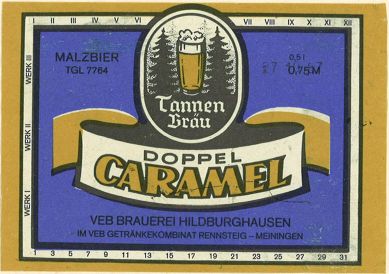 I II III IV V VI VII VIII IX X XI XII
MALZBIER
TGL 7764
0,5 l
0,75 M
Tannen
Bräu
DOPPEL
CARAMEL
VEB BRAUEREI HILDBURGHAUSEN
IM VEB GETRÄNKEKOMBINAT RENNSTEIG – MEININGEN
WERK III
WERK II
WERK I
1 3 5 7 9 11 13 15 17 19 21 23 25 27 29 31